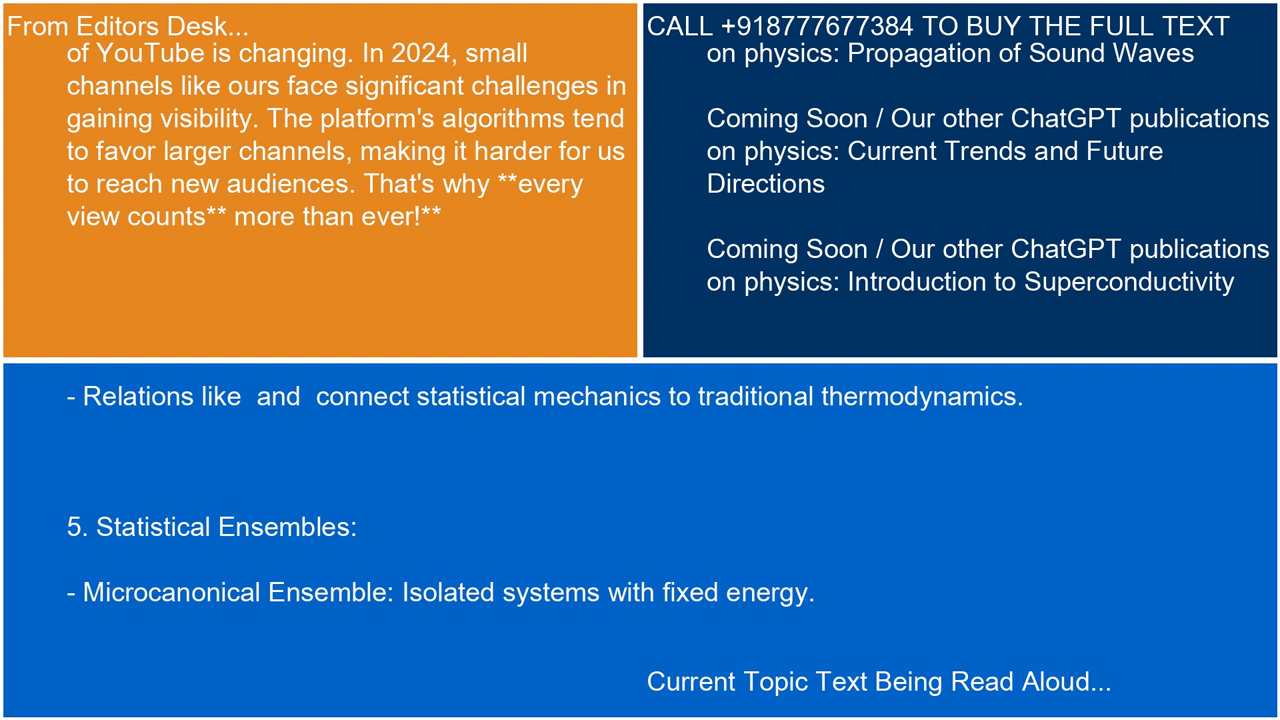 From Editors Desk...
of YouTube is changing. In 2024, small
channels like ours face significant challenges in
gaining visibility. The platform's algorithms tend
to favor larger channels, making it harder for us
to reach new audiences. That's why **every
view counts** more than ever!**
CALL +918777677384 TO BUY THE FULL TEXT
on physics: Propagation of Sound Waves
Coming Soon / Our other ChatGPT publications
on physics: Current Trends and Future
Directions
Coming Soon / Our other ChatGPT publications
on physics: Introduction to Superconductivity
- Relations like  and  connect statistical mechanics to traditional thermodynamics.
5. Statistical Ensembles:
- Microcanonical Ensemble: Isolated systems with fixed energy.
Current Topic Text Being Read Aloud...